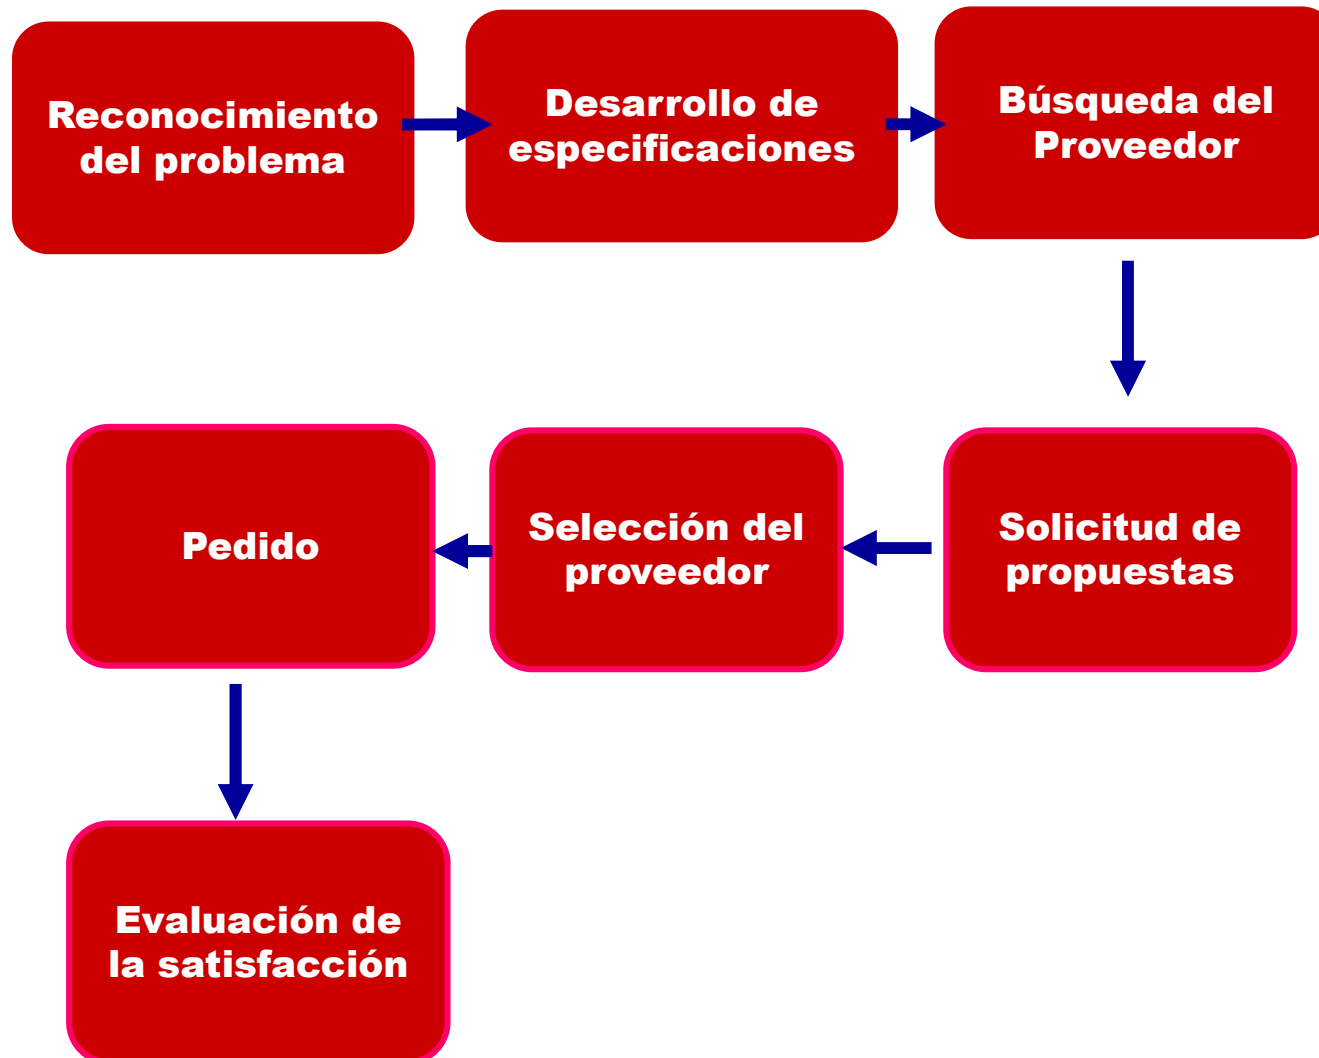 Reconocimiento
del problema
Desarrollo de
especificaciones
Búsqueda del
Proveedor
Solicitud de
propuestas
Selección del
proveedor
Pedido
Evaluación de
la satisfacción